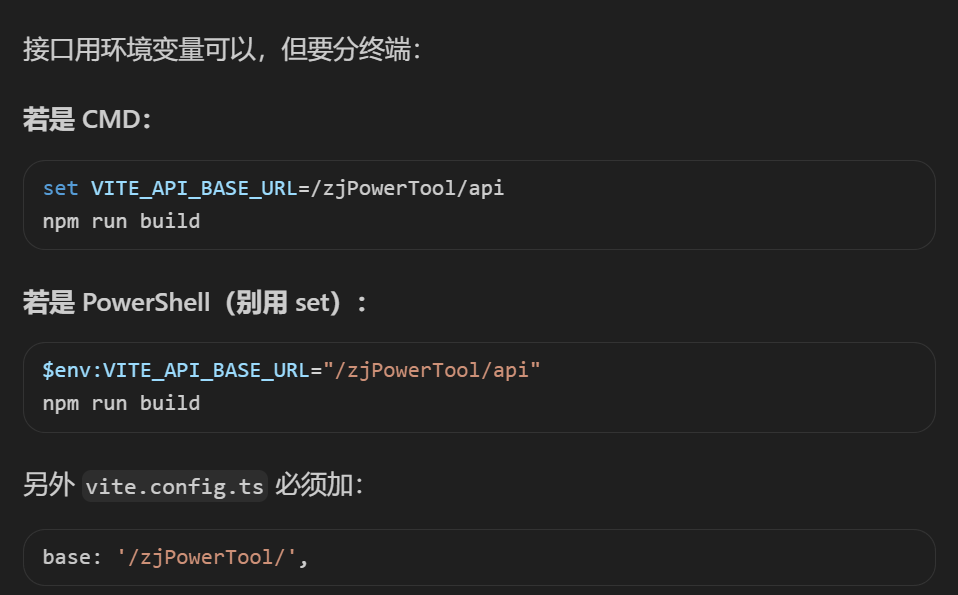 接口用环境变量可以，但要分终端：
若是 CMD：
set VITE_API_BASE_URL=/zjPowerTool/api
npm run build
若是 PowerShell（别用 set）：
$env:VITE_API_BASE_URL="/zjPowerTool/api"
npm run build
另外 vite.config.ts 必须加：
base: '/zjPowerTool/',